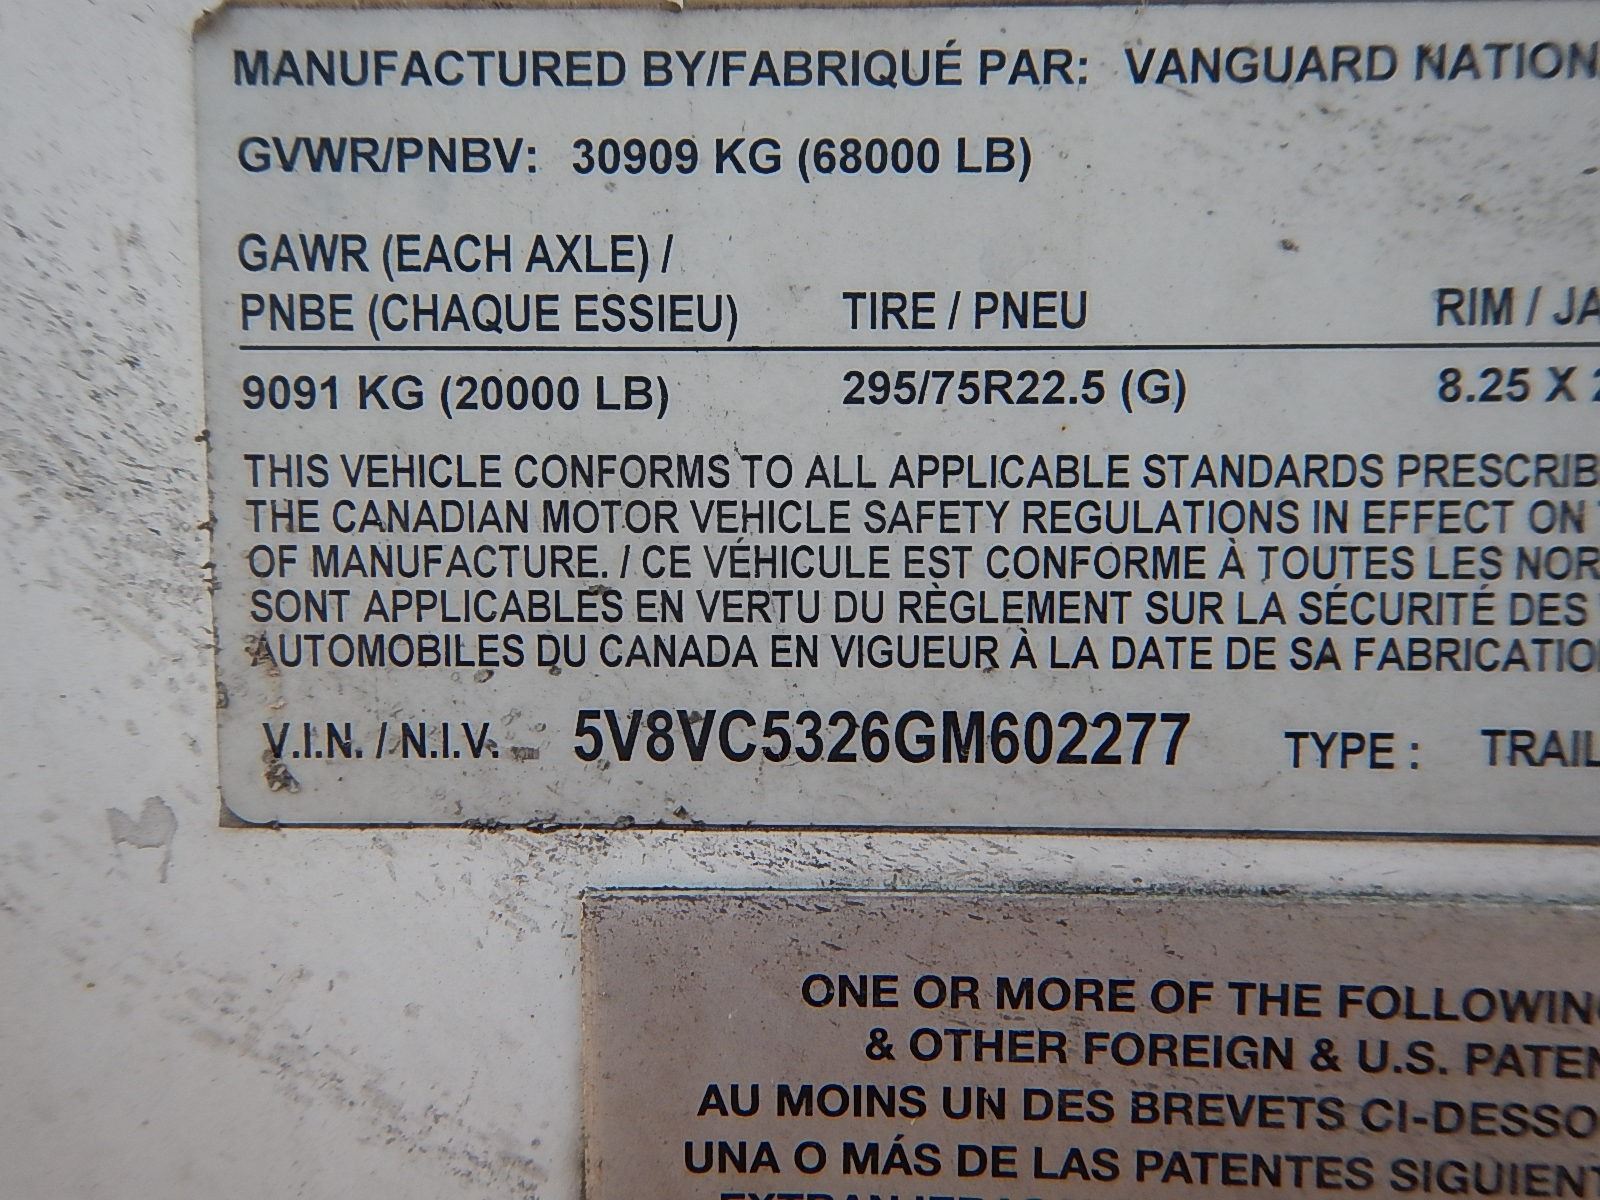 MANUFACTURED BY/FABRIQUÉ PAR: VANGUARD NATION
GVWR/PNBV: 30909 KG (68000 LB)
GAWR (EACH AXLE) /
PNBE (CHAQUE ESSIEU) TIRE / PNEU RIM / JA
9091 KG (20000 LB) 295/75R22.5 (G) 8.25 X 2
THIS VEHICLE CONFORMS TO ALL APPLICABLE STANDARDS PRESCRIB
THE CANADIAN MOTOR VEHICLE SAFETY REGULATIONS IN EFFECT ON
OF MANUFACTURE. / CE VÉHICULE EST CONFORME À TOUTES LES NOR
SONT APPLICABLES EN VERTU DU RÈGLEMENT SUR LA SÉCURITÉ DES
AUTOMOBILES DU CANADA EN VIGUEUR À LA DATE DE SA FABRICATIO
V.I.N. / N.I.V. 5V8VC5326GM602277 TYPE : TRAIL
ONE OR MORE OF THE FOLLOWIN
& OTHER FOREIGN & U.S. PATEN
AU MOINS UN DES BREVETS CI-DESSO
UNA O MÁS DE LAS PATENTES SIGUIENT